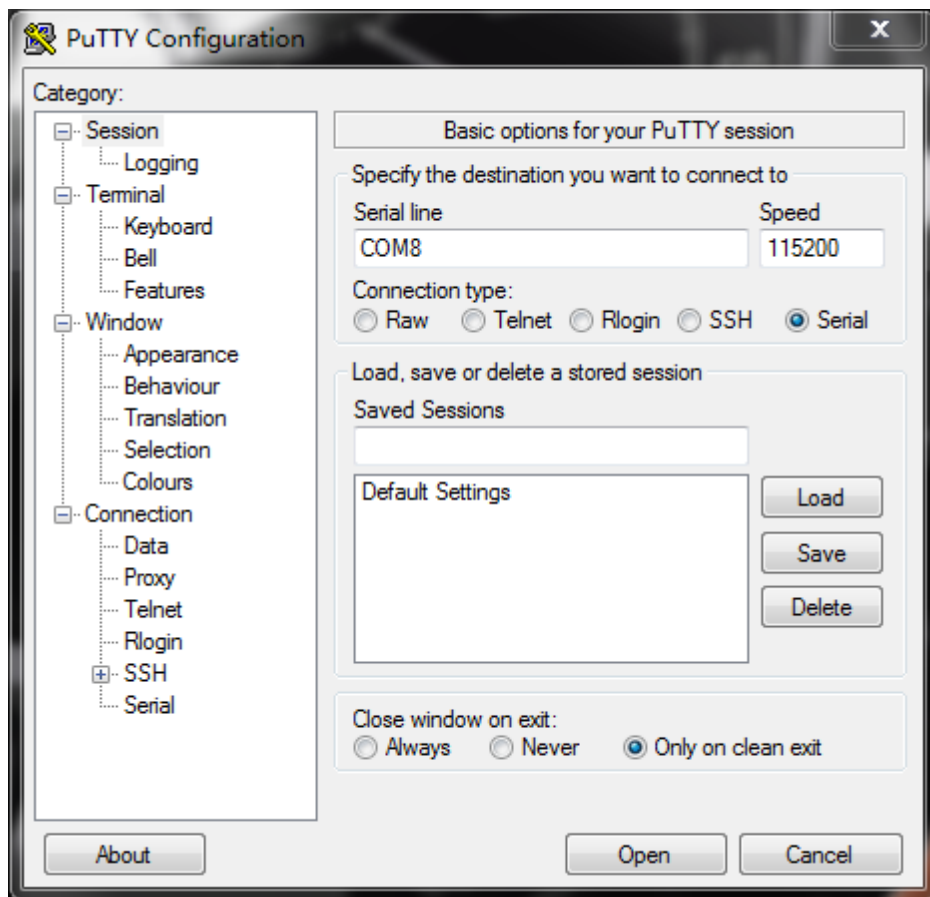 PuTTY Configuration
x
Category:
Session
Logging
Terminal
Keyboard
Bell
Features
Window
Appearance
Behaviour
Translation
Selection
Colours
Connection
Data
Proxy
Telnet
Rlogin
SSH
Serial
Basic options for your PuTTY session
Specify the destination you want to connect to
Serial line Speed
COM8 115200
Connection type:
Raw Telnet Rlogin SSH Serial
Load, save or delete a stored session
Saved Sessions
Default Settings
Load
Save
Delete
Close window on exit:
Always Never Only on clean exit
About Open Cancel